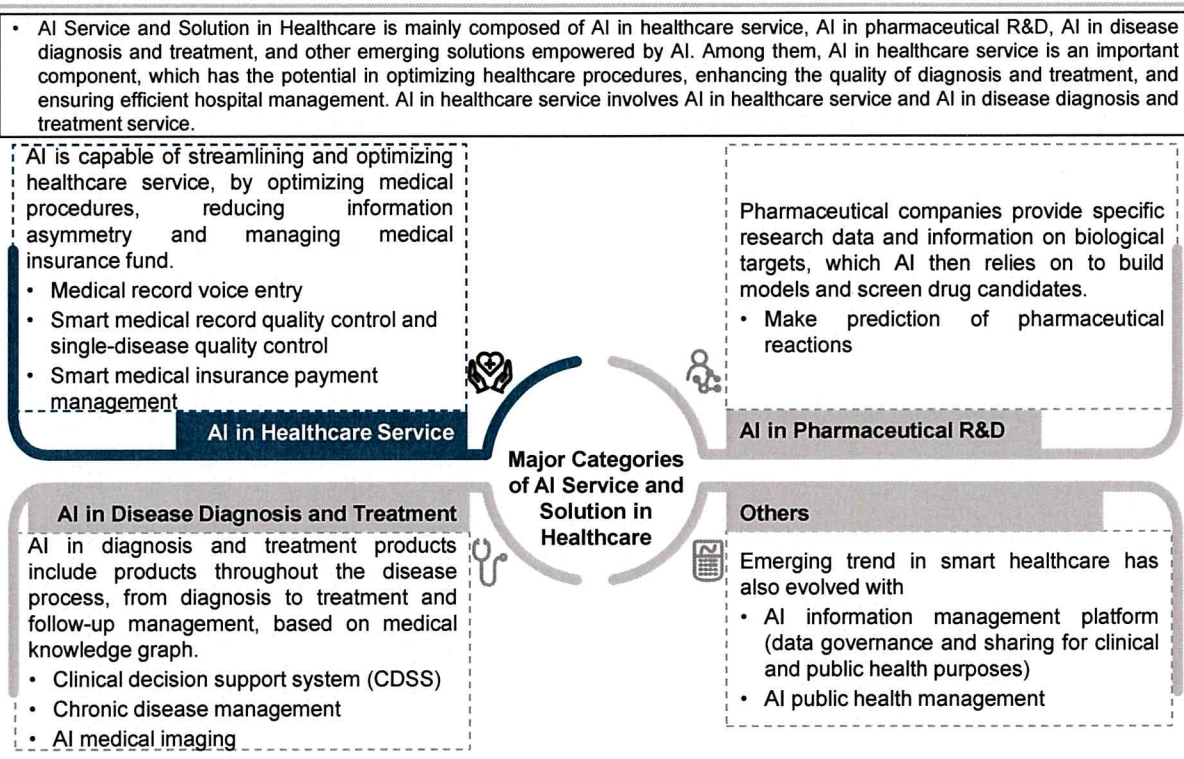 • AI Service and Solution in Healthcare is mainly composed of AI in healthcare service, AI in pharmaceutical R&D, AI in disease
diagnosis and treatment, and other emerging solutions empowered by AI. Among them, AI in healthcare service is an important
component, which has the potential in optimizing healthcare procedures, enhancing the quality of diagnosis and treatment, and
ensuring efficient hospital management. AI in healthcare service involves AI in healthcare service and AI in disease diagnosis and
treatment service.
AI is capable of streamlining and optimizing
healthcare service, by optimizing medical
procedures, reducing information
asymmetry and managing medical
insurance fund.
• Medical record voice entry
• Smart medical record quality control and
single-disease quality control
• Smart medical insurance payment
management
AI in Healthcare Service
Pharmaceutical companies provide specific
research data and information on biological
targets, which AI then relies on to build
models and screen drug candidates.
• Make prediction of pharmaceutical
reactions
AI in Pharmaceutical R&D
Major Categories
of AI Service and
Solution in
Healthcare
AI in Disease Diagnosis and Treatment
AI in diagnosis and treatment products
include products throughout the disease
process, from diagnosis to treatment and
follow-up management, based on medical
knowledge graph.
• Clinical decision support system (CDSS)
• Chronic disease management
• AI medical imaging
Others
Emerging trend in smart healthcare has
also evolved with
• AI information management platform
(data governance and sharing for clinical
and public health purposes)
• AI public health management